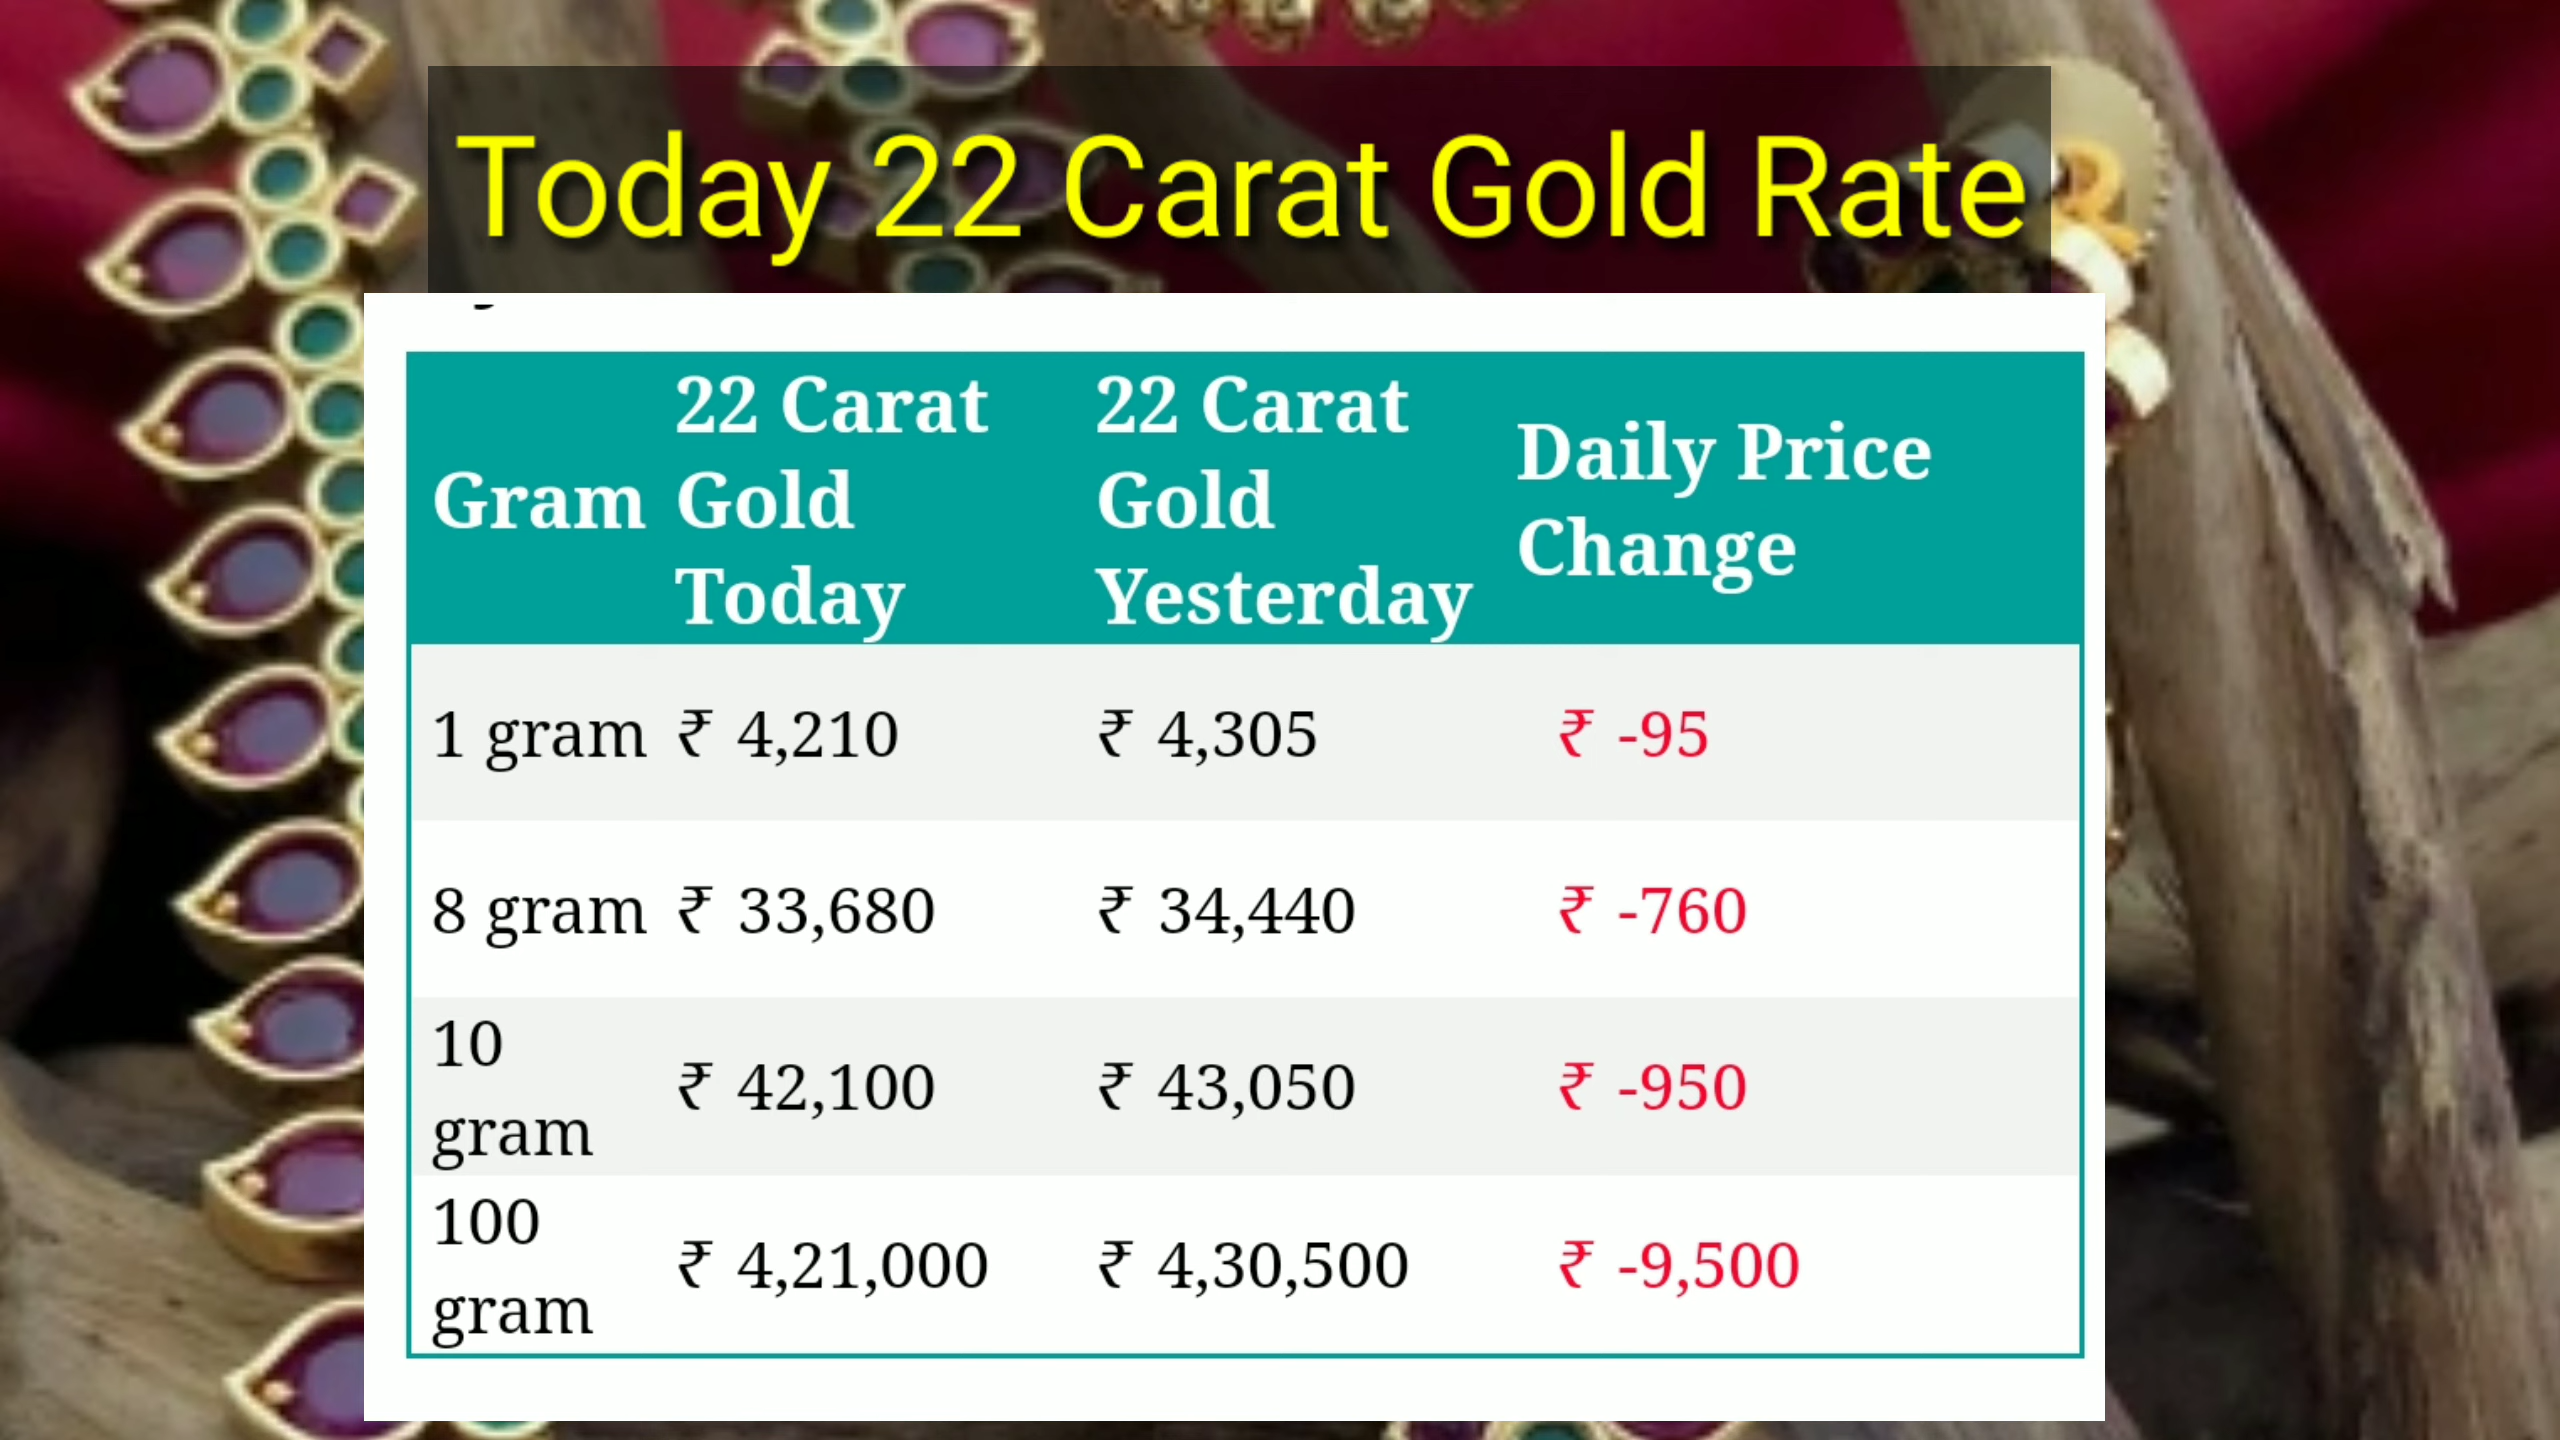 Today 22 Carat Gold Rate
Gram
22 Carat
Gold
Today
22 Carat
Gold
Yesterday
Daily Price
Change
1 gram ₹ 4,210 ₹ 4,305 ₹ -95
8 gram ₹ 33,680 ₹ 34,440 ₹ -760
10
gram
₹ 42,100 ₹ 43,050 ₹ -950
100
gram
₹ 4,21,000 ₹ 4,30,500 ₹ -9,500